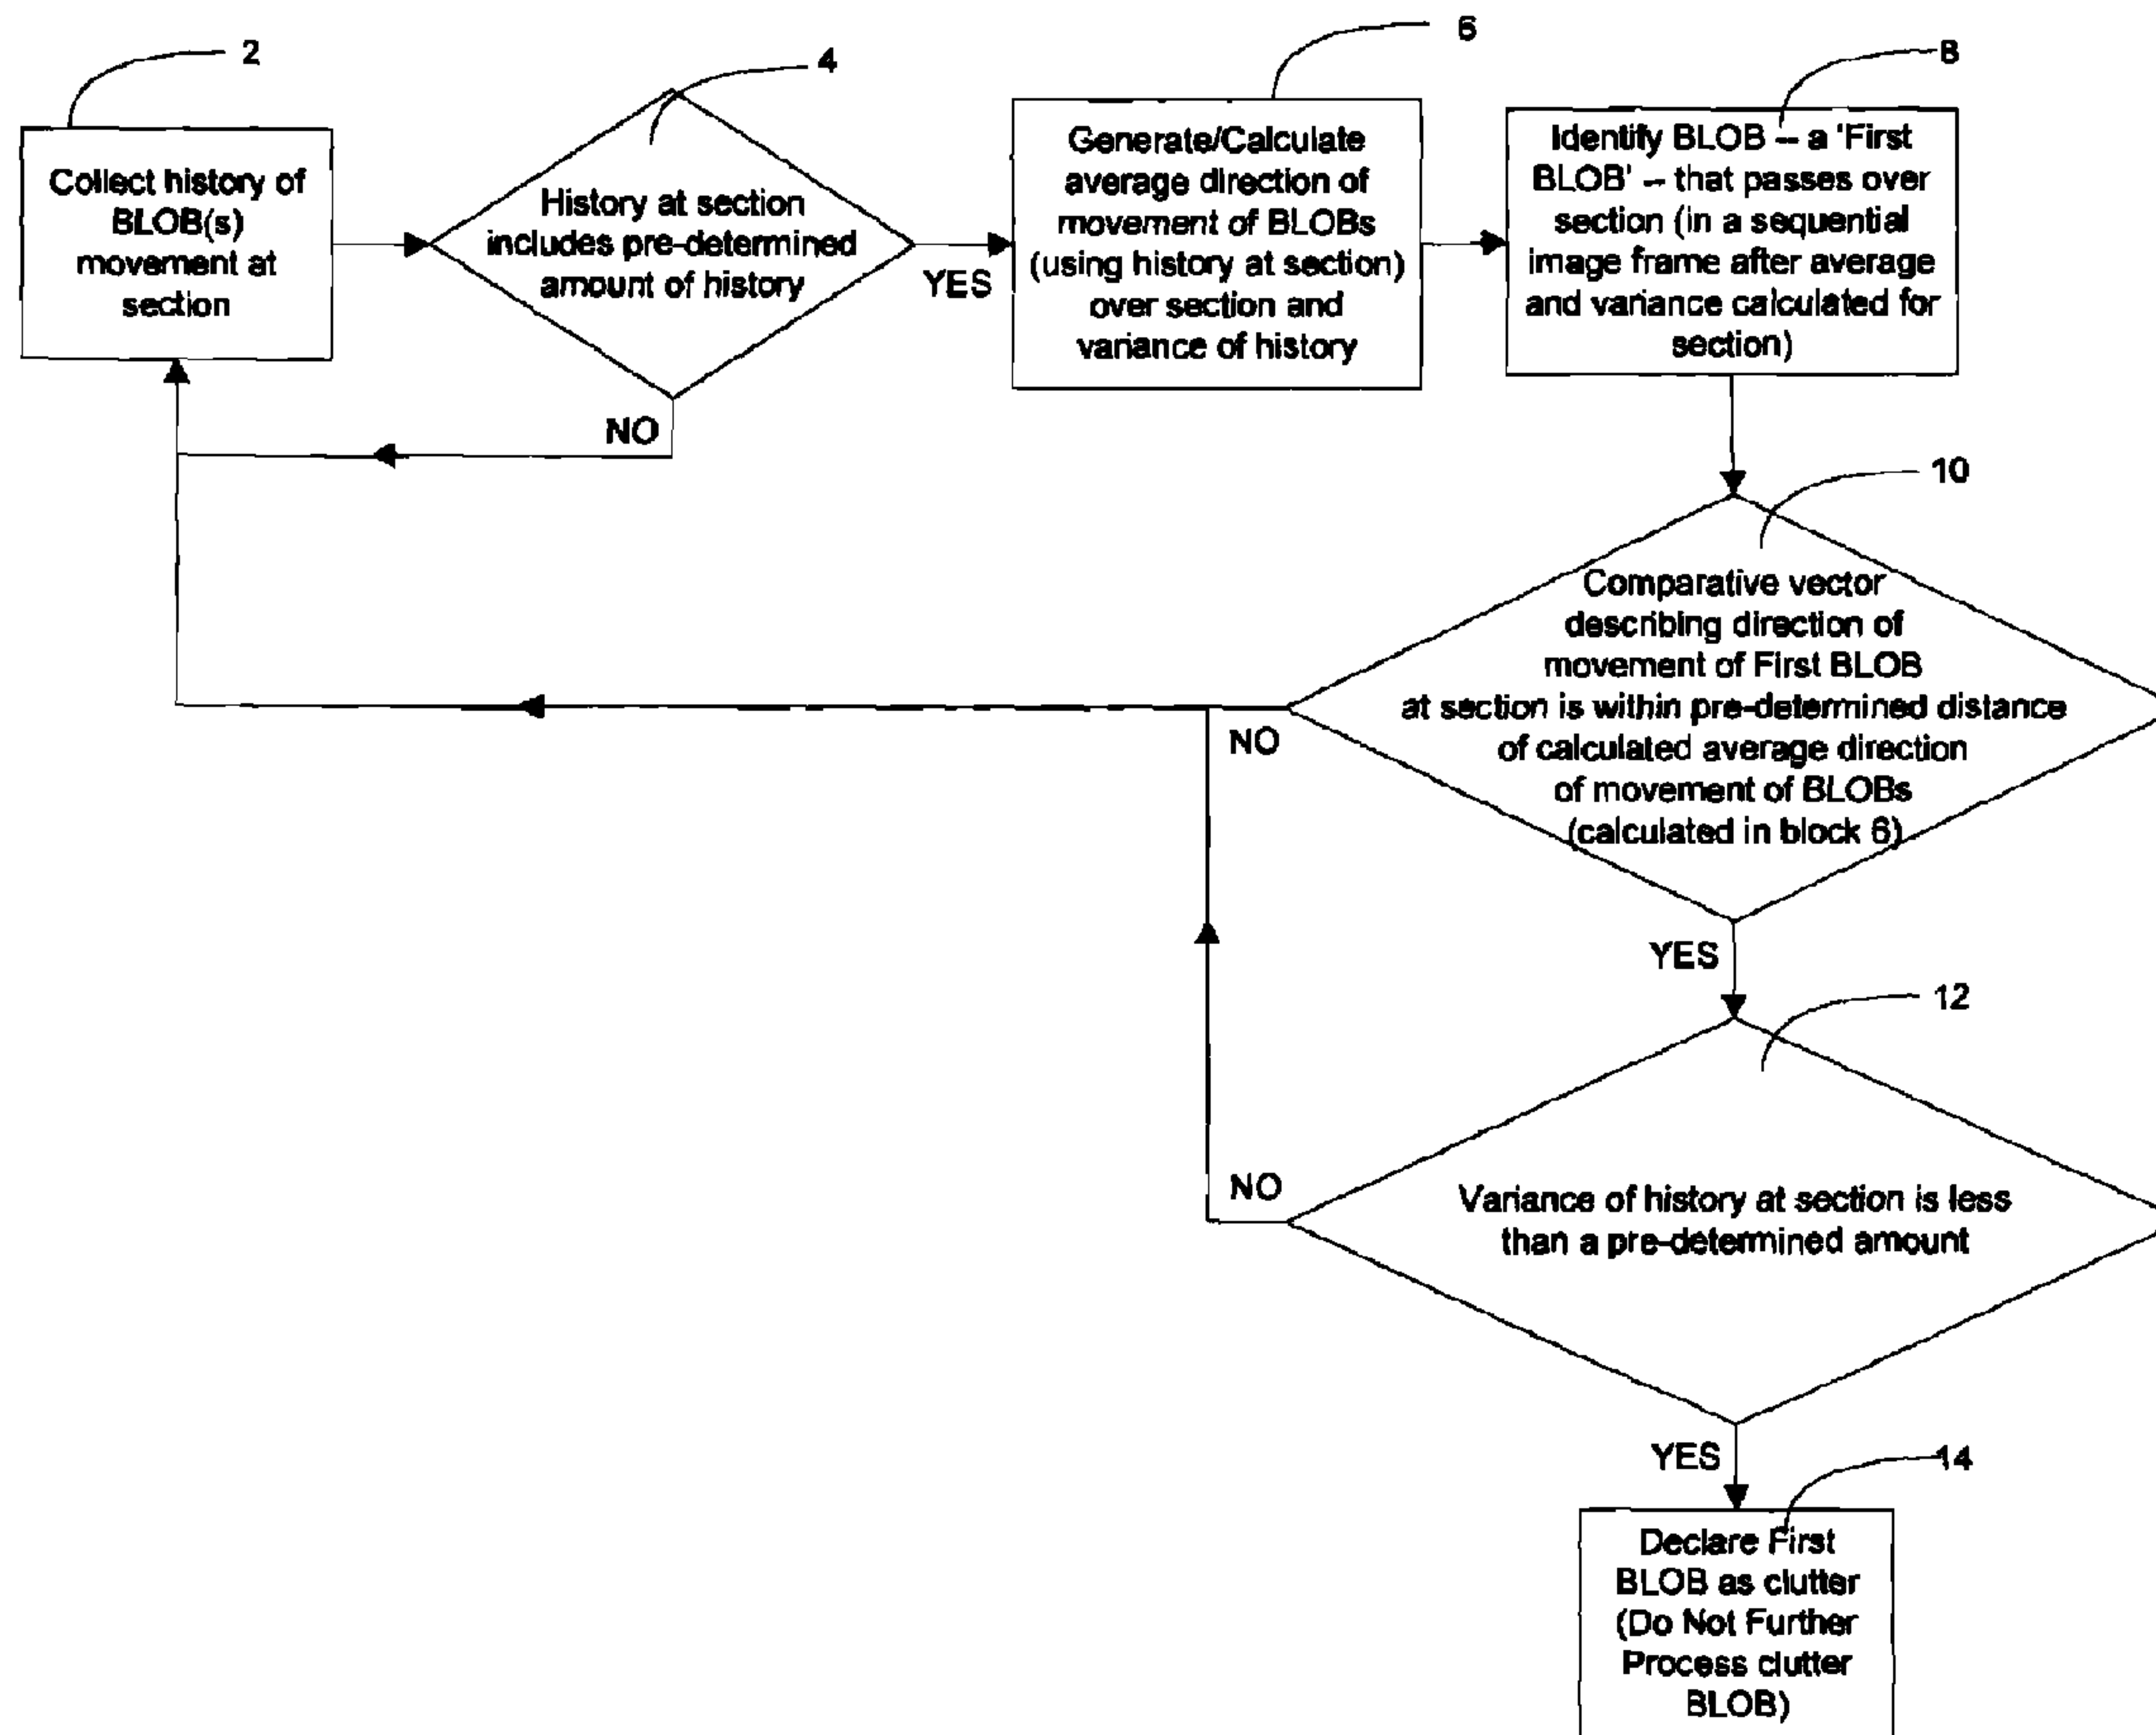 2
Collect history of
BLOB(s)
movement at
section
4
History at section
includes pre-determined
amount of history
YES
NO
6
Generate/Calculate
average direction of
movement of BLOBs
(using history at section)
over section and
variance of history
8
Identify BLOB -- a 'First
BLOB' -- that passes over
section (in a sequential
image frame after average
and variance calculated for
section)
10
Comparative vector
describing direction of
movement of First BLOB
at section is within pre-determined distance
of calculated average direction
of movement of BLOBs
(calculated in block 6)
NO
YES
12
Variance of history at section is less
than a pre-determined amount
NO
YES
14
Declare First
BLOB as clutter
(Do Not Further
Process clutter
BLOB)